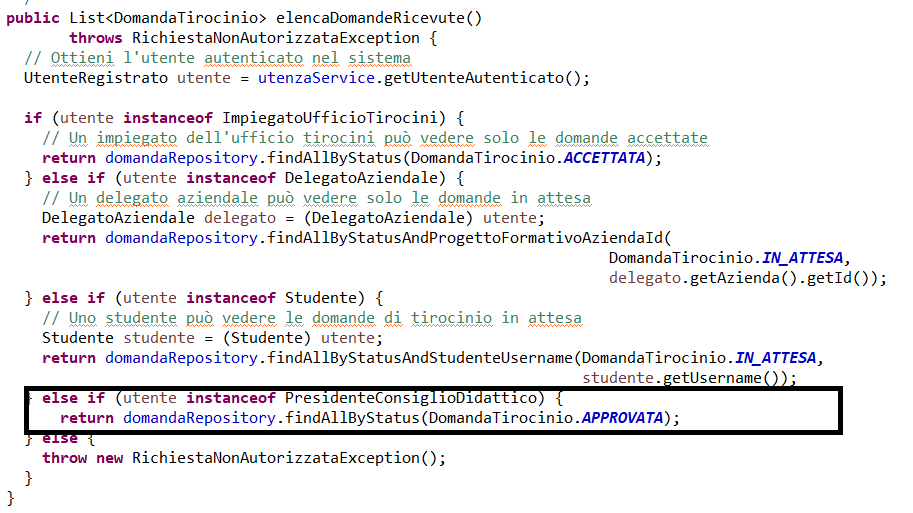 public List<DomandaTirocinio> elencaDomandeRicevute()
throws RichiestaNonAutorizzataException {
// Ottieni l'utente autenticato nel sistema
UtenteRegistrato utente = utenzaService.getUtenteAutenticato();
if (utente instanceof ImpiegatoUfficioTirocini) {
// Un impiegato dell'ufficio tirocini può vedere solo le domande accettate
return domandaRepository.findAllByStatus(DomandaTirocinio.ACCETTATA);
} else if (utente instanceof DelegatoAziendale) {
// Un delegato aziendale può vedere solo le domande in attesa
DelegatoAziendale delegato = (DelegatoAziendale) utente;
return domandaRepository.findAllByStatusAndProgettoFormativoAziendaId(
DomandaTirocinio.IN_ATTESA,
delegato.getAzienda().getId());
} else if (utente instanceof Studente) {
// Uno studente può vedere le domande di tirocinio in attesa
Studente studente = (Studente) utente;
return domandaRepository.findAllByStatusAndStudenteUsername(DomandaTirocinio.IN_ATTESA,
studente.getUsername());
} else if (utente instanceof PresidenteConsiglioDidattico) {
return domandaRepository.findAllByStatus(DomandaTirocinio.APPROVATA);
} else {
throw new RichiestaNonAutorizzataException();
}
}